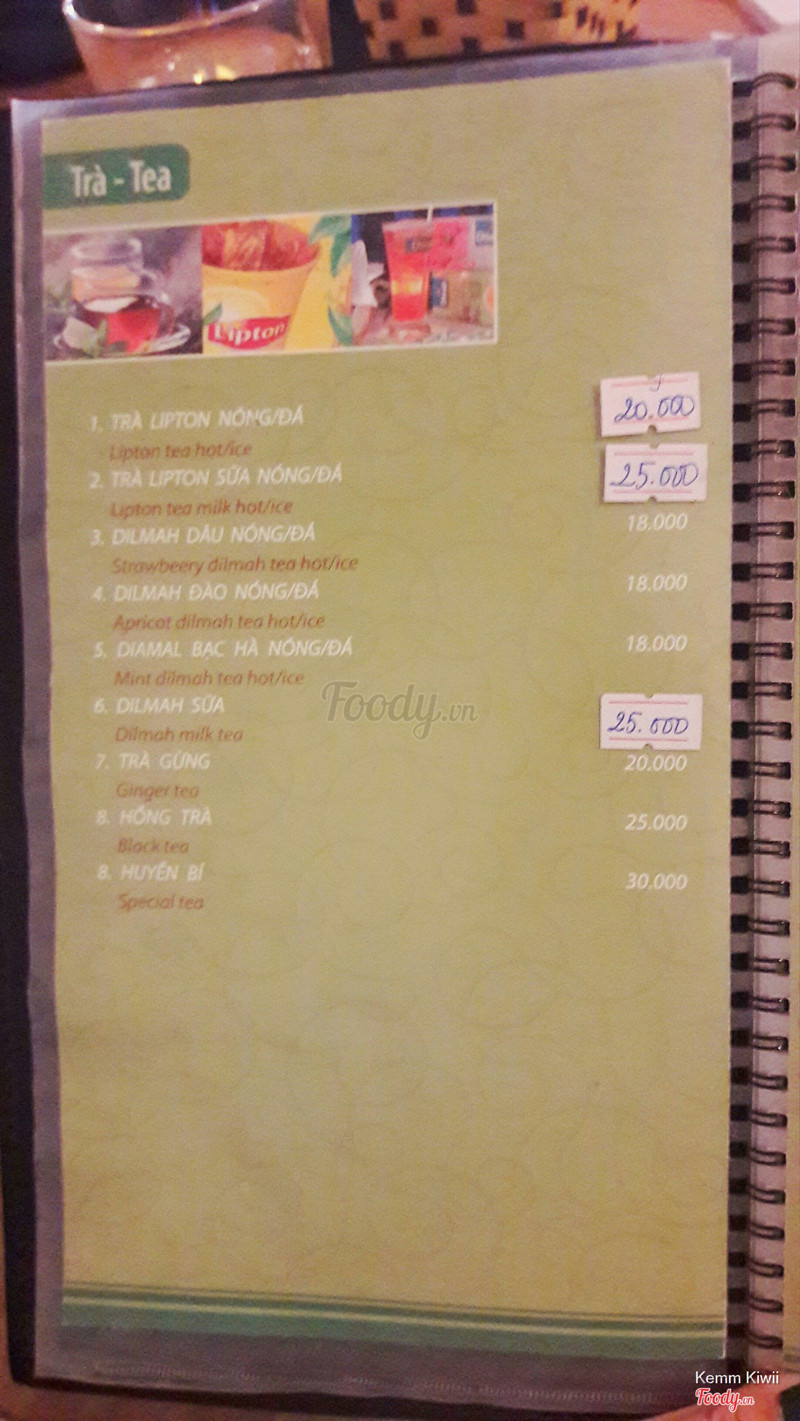 Trà - Tea
Lipton
1. TRÀ LIPTON NÓNG/ĐÁ 20.000
Lipton tea hot/ice
2. TRÀ LIPTON SỮA NÓNG/ĐÁ 25.000
Lipton tea milk hot/ice
3. DILMAH DÂU NÓNG/ĐÁ 18.000
Strawbeery dilmah tea hot/ice
4. DILMAH ĐÀO NÓNG/ĐÁ 18.000
Apricot dilmah tea hot/ice
5. DIAMAL BẠC HÀ NÓNG/ĐÁ 18.000
Mint dilmah tea hot/ice
6. DILMAH SỮA 25.000
Dilmah milk tea
7. TRÀ GỪNG 20.000
Ginger tea
8. HỒNG TRÀ 25.000
Black tea
8. HUYỀN BÍ 30.000
Special tea
Foody.vn
Kemm Kiwii
Foody.vn